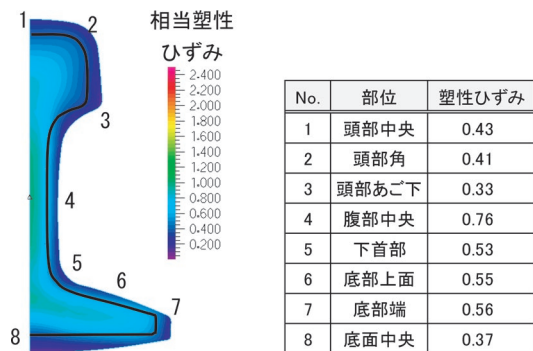 相当塑性
ひずみ
2.400
2.200
2.000
1.800
1.600
1.400
1.200
1.000
0.800
0.600
0.400
0.200
1
2
3
4
5
6
7
8
No. 部位 塑性ひずみ
1 頭部中央 0.43
2 頭部角 0.41
3 頭部あご下 0.33
4 腹部中央 0.76
5 下首部 0.53
6 底部上面 0.55
7 底部端 0.56
8 底面中央 0.37